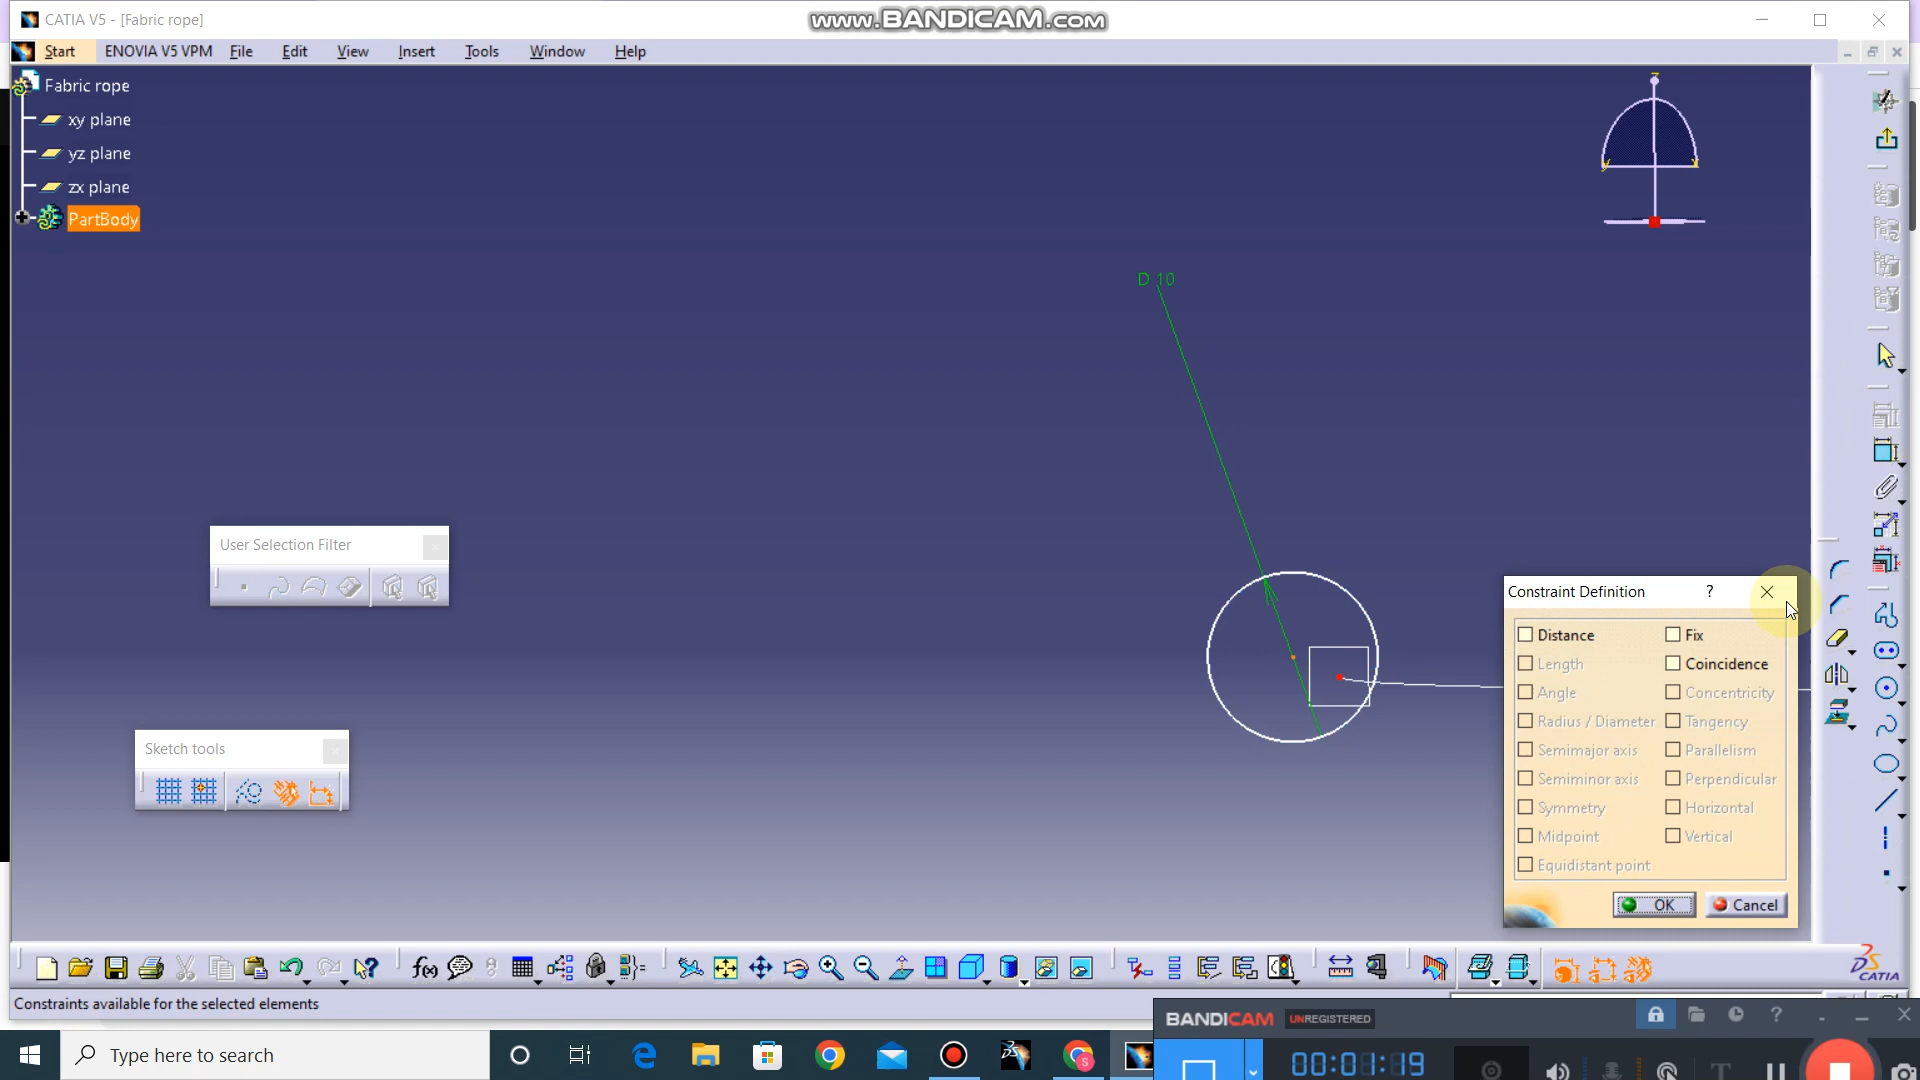 CATIA V5 - [Fabric rope]
www.BANDICAM.com
Start ENOVIA V5 VPM File Edit View Insert Tools Window Help
Fabric rope
xy plane
yz plane
zx plane
PartBody
z
y
D 10
User Selection Filter
Sketch tools
Constraint Definition ?
Distance Fix
Length Coincidence
Angle Concentricity
Radius / Diameter Tangency
Semimajor axis Parallelism
Semiminor axis Perpendicular
Symmetry Horizontal
Midpoint Vertical
Equidistant point
OK Cancel
f(x)
CATIA
Constraints available for the selected elements
BANDICAM UNREGISTERED
Type here to search
00:01:19